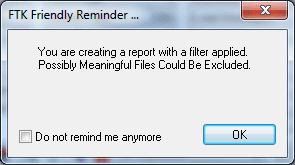 FTK Friendly Reminder ...
You are creating a report with a filter applied.
Possibly Meaningful Files Could Be Excluded.
Do not remind me anymore
OK